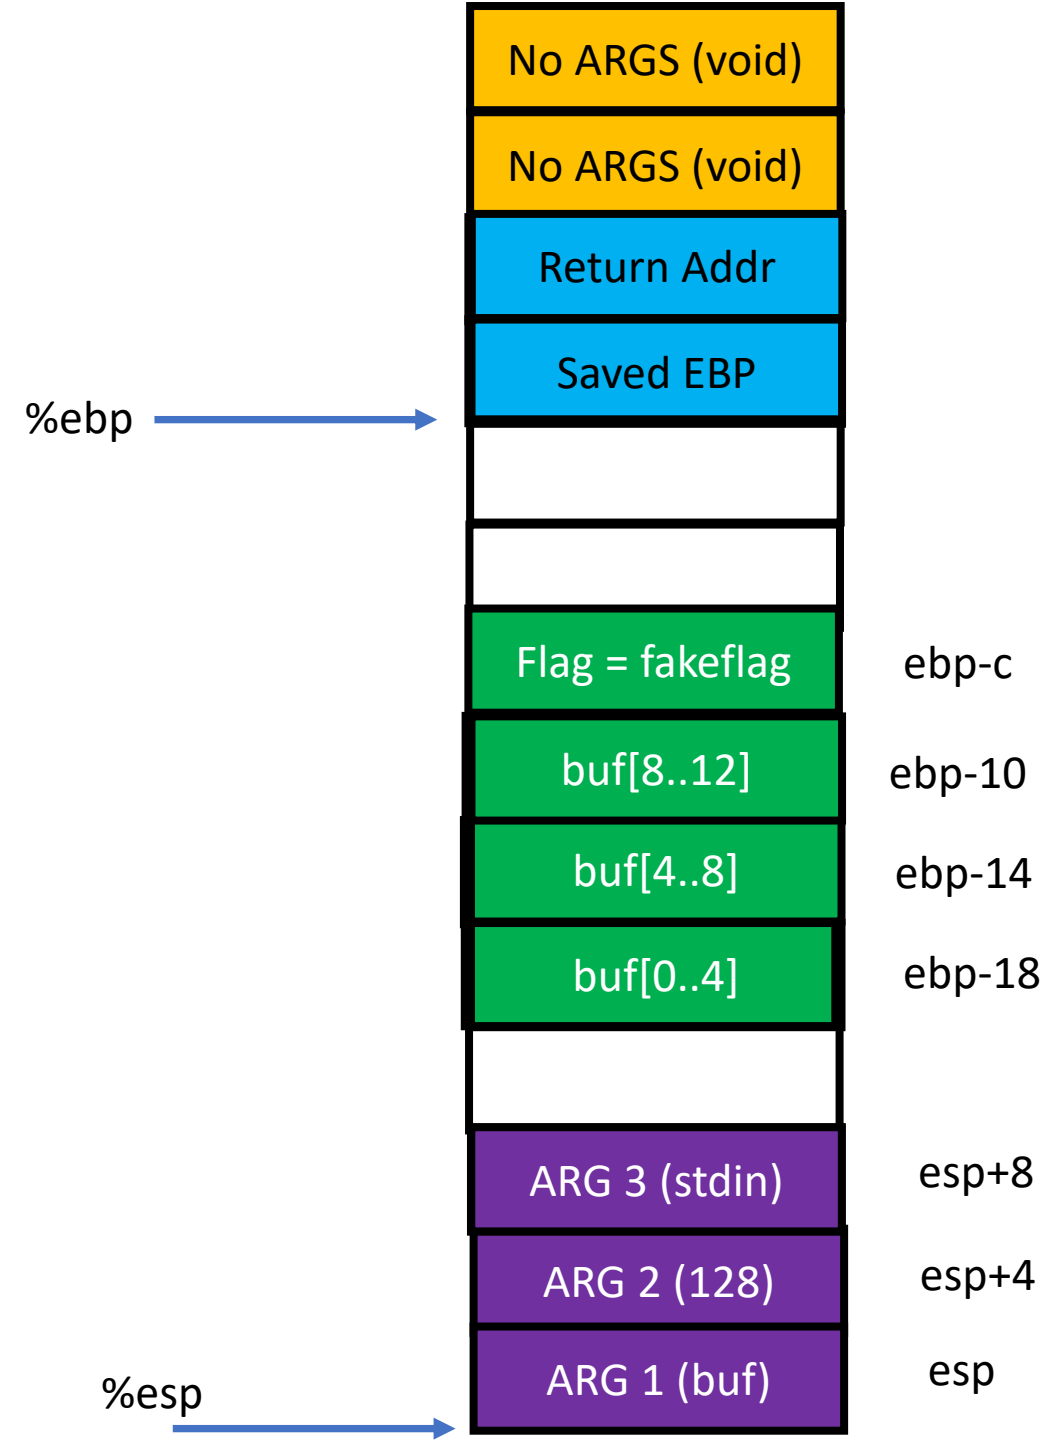 No ARGS (void)
No ARGS (void)
Return Addr
Saved EBP
%ebp
Flag = fakeflag
ebp-c
buf[8..12]
ebp-10
buf[4..8]
ebp-14
buf[0..4]
ebp-18
ARG 3 (stdin)
esp+8
ARG 2 (128)
esp+4
ARG 1 (buf)
esp
%esp